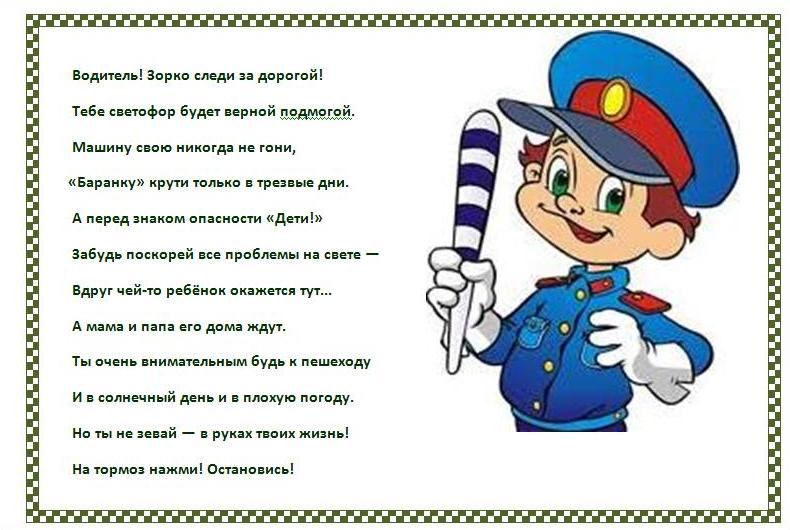 Водитель! Зорко следи за дорогой!
Тебе светофор будет верной подмогой.
Машину свою никогда не гони,
«Баранку» крути только в трезвые дни.
А перед знаком опасности «Дети!»
Забудь поскорей все проблемы на свете —
Вдруг чей-то ребёнок окажется тут...
А мама и папа его дома ждут.
Ты очень внимательным будь к пешеходу
И в солнечный день и в плохую погоду.
Но ты не зевай — в руках твоих жизнь!
На тормоз нажми! Остановись!